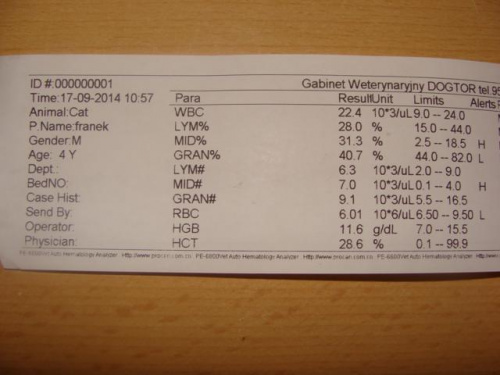 ID #:000000001 Gabinet Weterynaryjny DOGTOR tel.95
Time:17-09-2014 10:57 Para Result Unit Limits Alerts
Animal:Cat WBC 22.4 10*3/uL 9.0 -- 24.0
P.Name:franek LYM% 28.0 % 15.0 -- 44.0
Gender:M MID% 31.3 % 2.5 -- 18.5 H
Age: 4 Y GRAN% 40.7 % 44.0 -- 82.0 L
Dept.: LYM# 6.3 10*3/uL 2.0 -- 9.0
BedNO: MID# 7.0 10*3/uL 0.1 -- 4.0 H
Case Hist: GRAN# 9.1 10*3/uL 5.5 -- 16.5
Send By: RBC 6.01 10*6/uL 6.50 -- 9.50 L
Operator: HGB 11.6 g/dL 7.0 -- 15.5
Physician: HCT 28.6 % 0.1 -- 99.9
Auto Hematology Analyzer